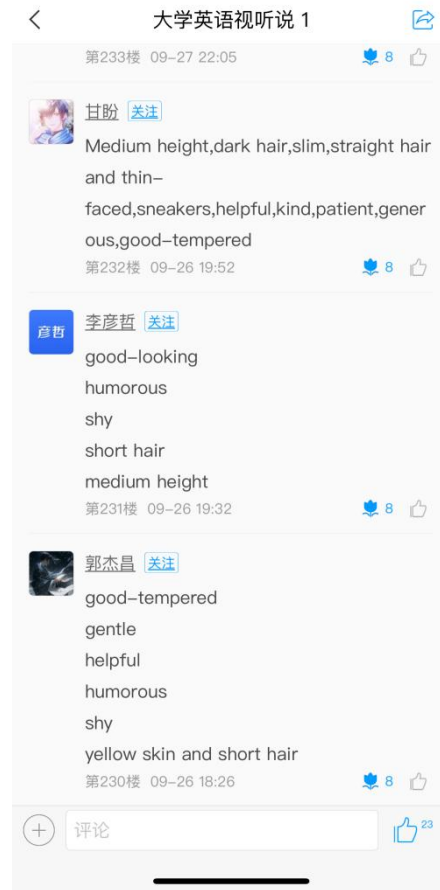 大学英语视听说 1
第233楼 09-27 22:05 8
甘盼 关注
Medium height,dark hair,slim,straight hair
and thin-
faced,sneakers,helpful,kind,patient,gener
ous,good-tempered
第232楼 09-26 19:52 8
彦哲
李彦哲 关注
good-looking
humorous
shy
short hair
medium height
第231楼 09-26 19:32 8
郭杰昌 关注
good-tempered
gentle
helpful
humorous
shy
yellow skin and short hair
第230楼 09-26 18:26 8
评论 23